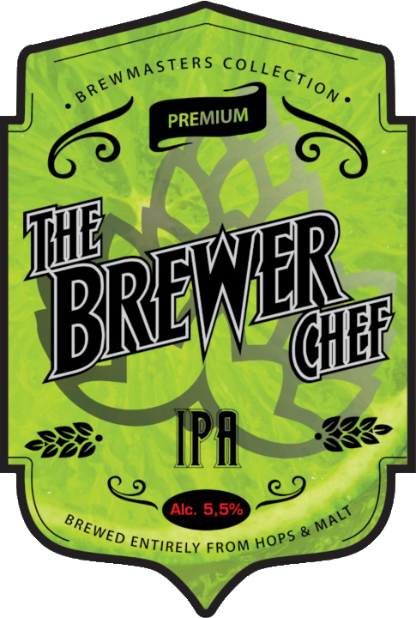 • BREWMASTERS COLLECTION •
PREMIUM
THE
BREWER
CHEF
IPA
Alc. 5,5%
BREWED ENTIRELY FROM HOPS & MALT